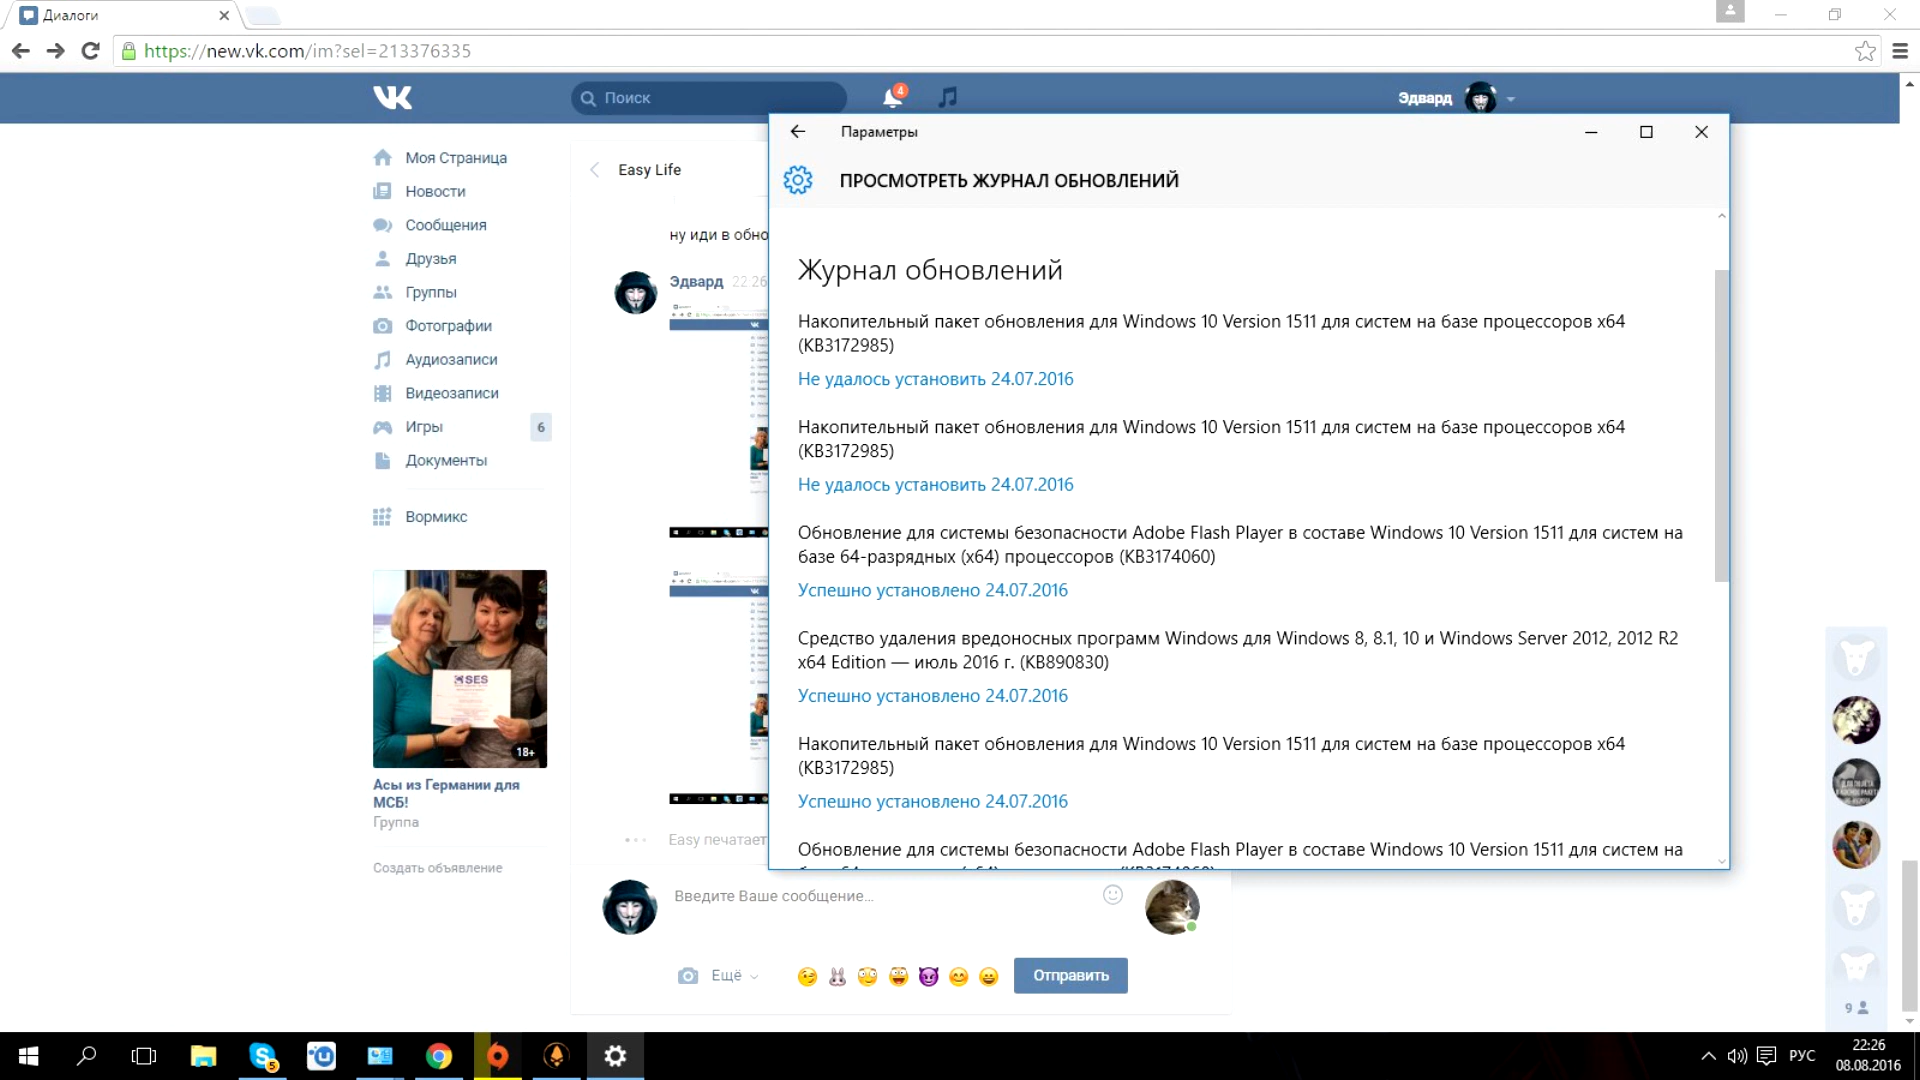 Диалоги
https://new.vk.com/im?sel=213376335
Поиск
4
Эдвард
Моя Страница
Новости
Сообщения
Друзья
Группы
Фотографии
Аудиозаписи
Видеозаписи
Игры
6
Документы
Вормикс
SES
18+
Асы из Германии для
МСБ!
Группа
Создать объявление
Easy Life
ну иди в обно
Эдвард 22:26
Easy печатает
Введите Ваше сообщение...
Ещё
Отправить
Параметры
ПРОСМОТРЕТЬ ЖУРНАЛ ОБНОВЛЕНИЙ
Журнал обновлений
Накопительный пакет обновления для Windows 10 Version 1511 для систем на базе процессоров x64
(KB3172985)
Не удалось установить 24.07.2016
Накопительный пакет обновления для Windows 10 Version 1511 для систем на базе процессоров x64
(KB3172985)
Не удалось установить 24.07.2016
Обновление для системы безопасности Adobe Flash Player в составе Windows 10 Version 1511 для систем на
базе 64-разрядных (x64) процессоров (KB3174060)
Успешно установлено 24.07.2016
Средство удаления вредоносных программ Windows для Windows 8, 8.1, 10 и Windows Server 2012, 2012 R2
x64 Edition — июль 2016 г. (KB890830)
Успешно установлено 24.07.2016
Накопительный пакет обновления для Windows 10 Version 1511 для систем на базе процессоров x64
(KB3172985)
Успешно установлено 24.07.2016
Обновление для системы безопасности Adobe Flash Player в составе Windows 10 Version 1511 для систем на
9
5
РУС
22:26
08.08.2016